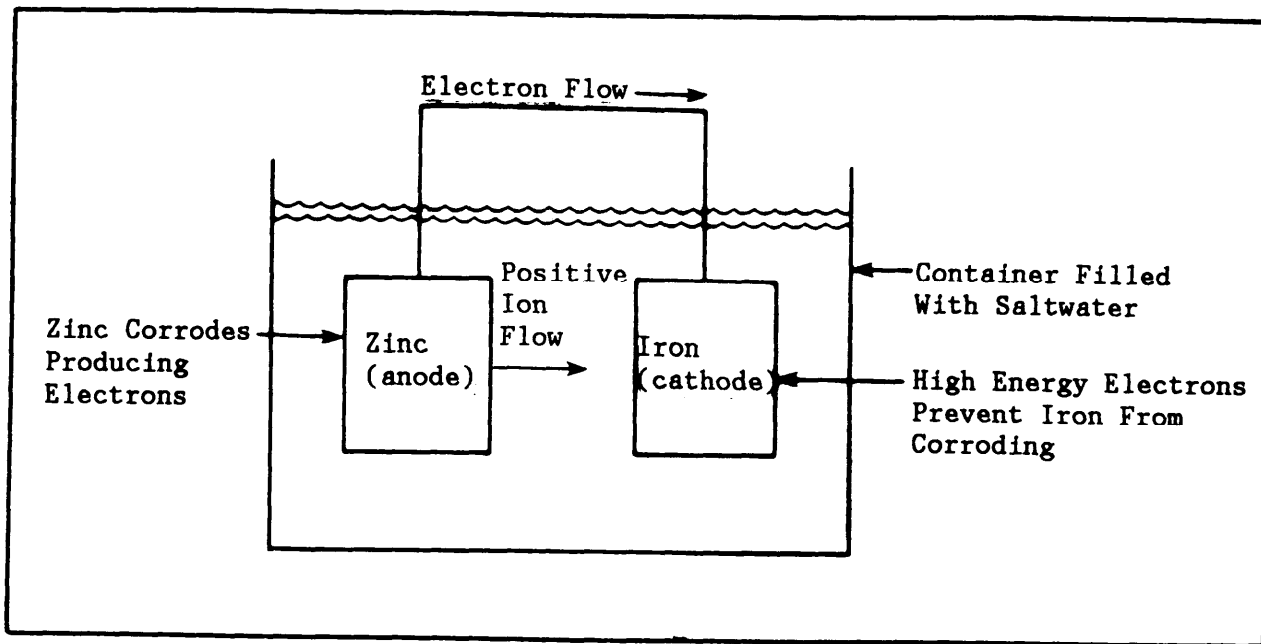 Electron Flow
Positive
Ion
Flow
Container Filled
With Saltwater
Zinc Corrodes
Producing
Electrons
Zinc
(anode)
Iron
(cathode)
High Energy Electrons
Prevent Iron From
Corroding